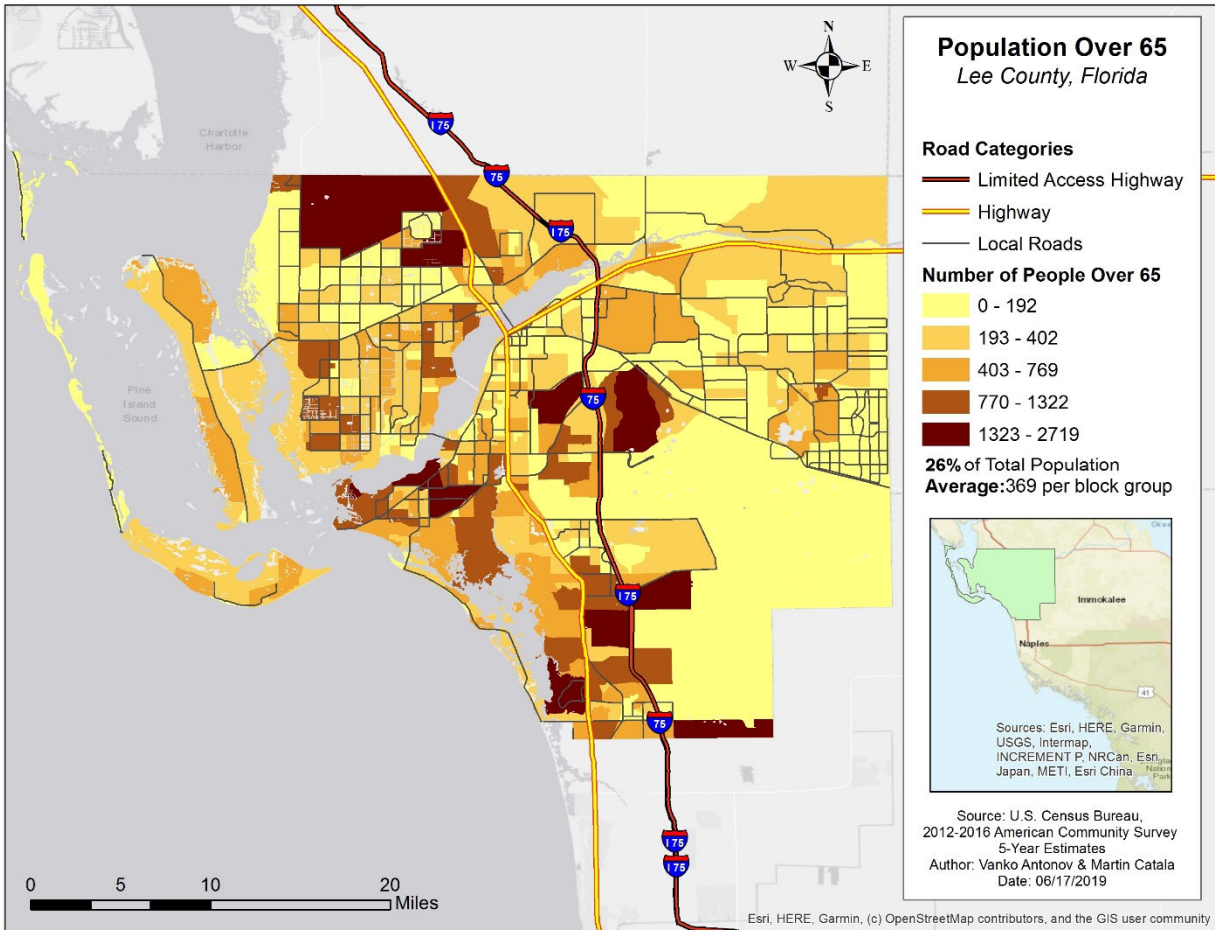 Population Over 65
Lee County, Florida
Road Categories
Limited Access Highway
Highway
Local Roads
Number of People Over 65
0 - 192
193 - 402
403 - 769
770 - 1322
1323 - 2719
26% of Total Population
Average:369 per block group
Immokalee
Naples
41
Sources: Esri, HERE, Garmin,
USGS, Intermap,
INCREMENT P, NRCan, Esri
Japan, METI, Esri China
Source: U.S. Census Bureau,
2012-2016 American Community Survey
5-Year Estimates
Author: Vanko Antonov & Martin Catala
Date: 06/17/2019
N
W E
S
Charlotte
Harbor
Pine
Island
Sound
I 75
75
I 75
75
I 75
75
I 75
I 75
0 5 10 20
Miles
Esri, HERE, Garmin, (c) OpenStreetMap contributors, and the GIS user community